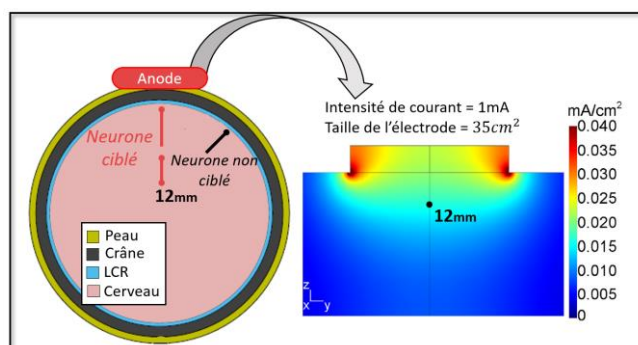 Anode
Neurone
ciblé
Neurone non
ciblé
12mm
Peau
Crâne
LCR
Cerveau
Intensité de courant = 1mA
Taille de l'électrode = 35cm²
mA/cm²
12mm
z
x y
0.040
0.035
0.030
0.025
0.020
0.015
0.010
0.005